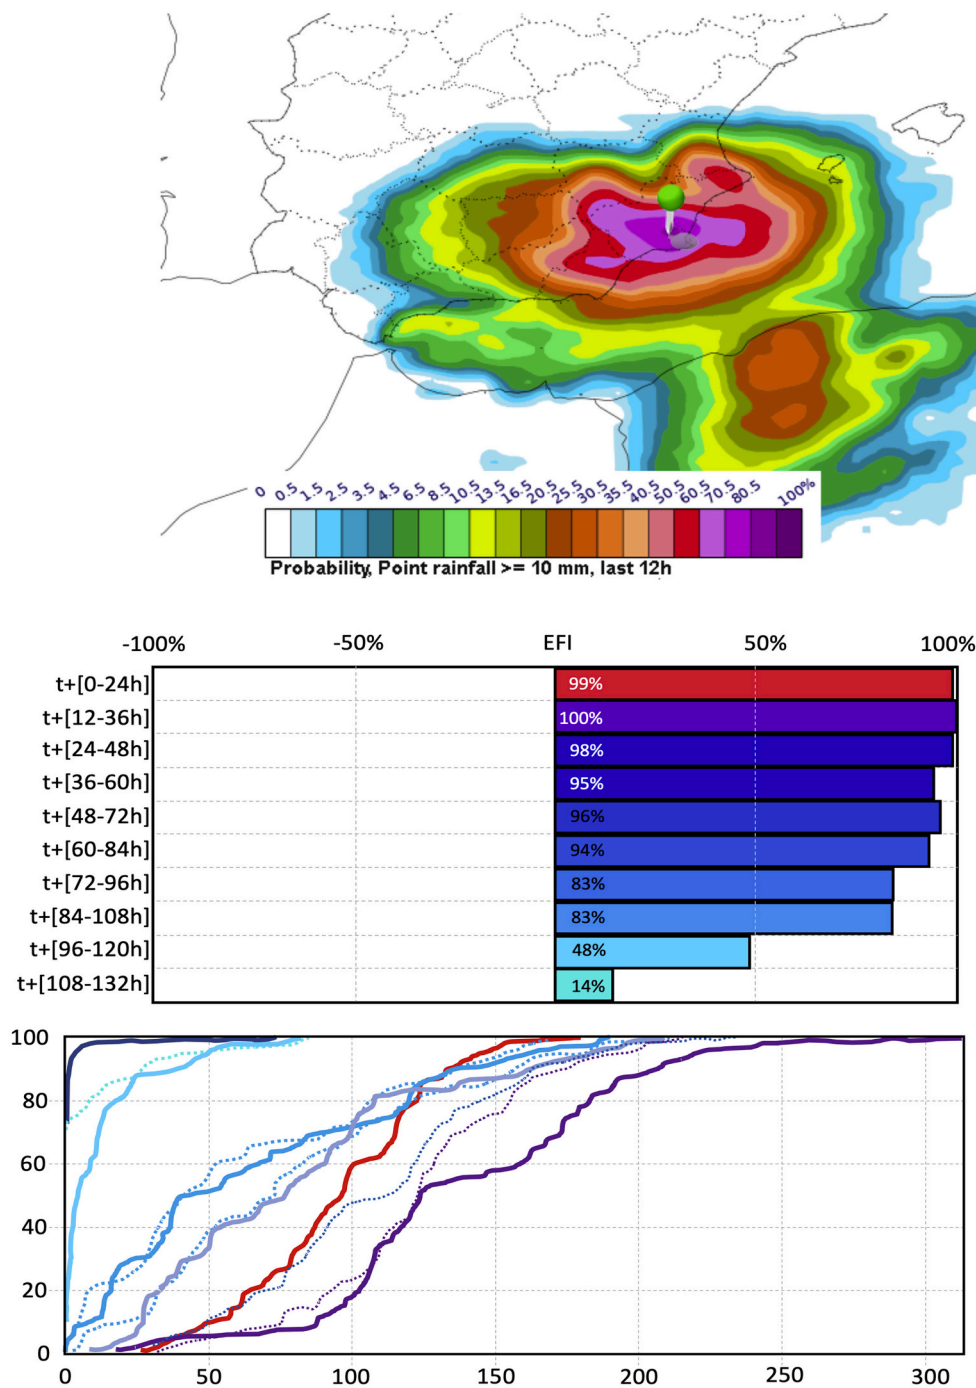 0 0.5 1.5 2.5 3.5 4.5 6.5 8.5 10.5 13.5 16.5 20.5 25.5 30.5 35.5 40.5 50.5 60.5 70.5 80.5 100%
Probability, Point rainfall >= 10 mm, last 12h
-100% -50% EFI 50% 100%
t+[0-24h] 99%
t+[12-36h] 100%
t+[24-48h] 98%
t+[36-60h] 95%
t+[48-72h] 96%
t+[60-84h] 94%
t+[72-96h] 83%
t+[84-108h] 83%
t+[96-120h] 48%
t+[108-132h] 14%
100
80
60
40
20
0
0 50 100 150 200 250 300